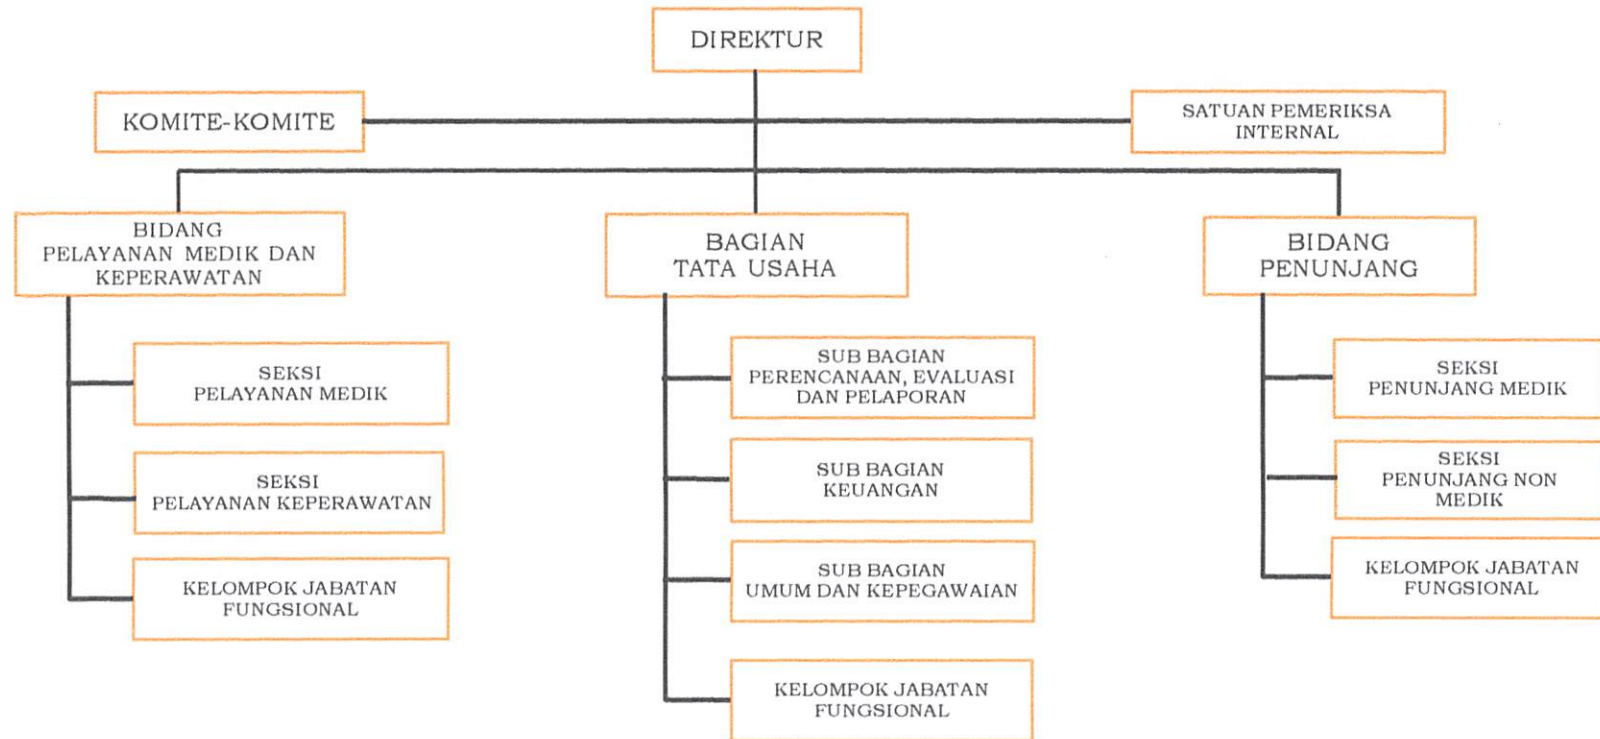 DIREKTUR
KOMITE-KOMITE
SATUAN PEMERIKSA
INTERNAL
BIDANG
PELAYANAN MEDIK DAN
KEPERAWATAN
BAGIAN
TATA USAHA
BIDANG
PENUNJANG
SEKSI
PELAYANAN MEDIK
SEKSI
PELAYANAN KEPERAWATAN
KELOMPOK JABATAN
FUNGSIONAL
SUB BAGIAN
PERENCANAAN, EVALUASI
DAN PELAPORAN
SUB BAGIAN
KEUANGAN
SUB BAGIAN
UMUM DAN KEPEGAWAIAN
KELOMPOK JABATAN
FUNGSIONAL
SEKSI
PENUNJANG MEDIK
SEKSI
PENUNJANG NON
MEDIK
KELOMPOK JABATAN
FUNGSIONAL